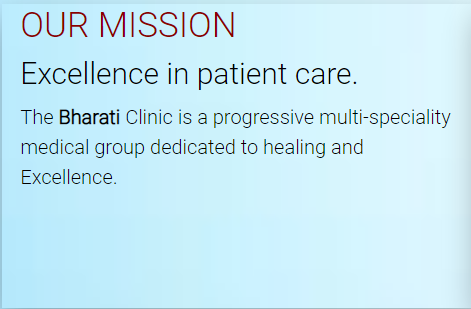 OUR MISSION
Excellence in patient care.
The Bharati Clinic is a progressive multi-speciality
medical group dedicated to healing and
Excellence.